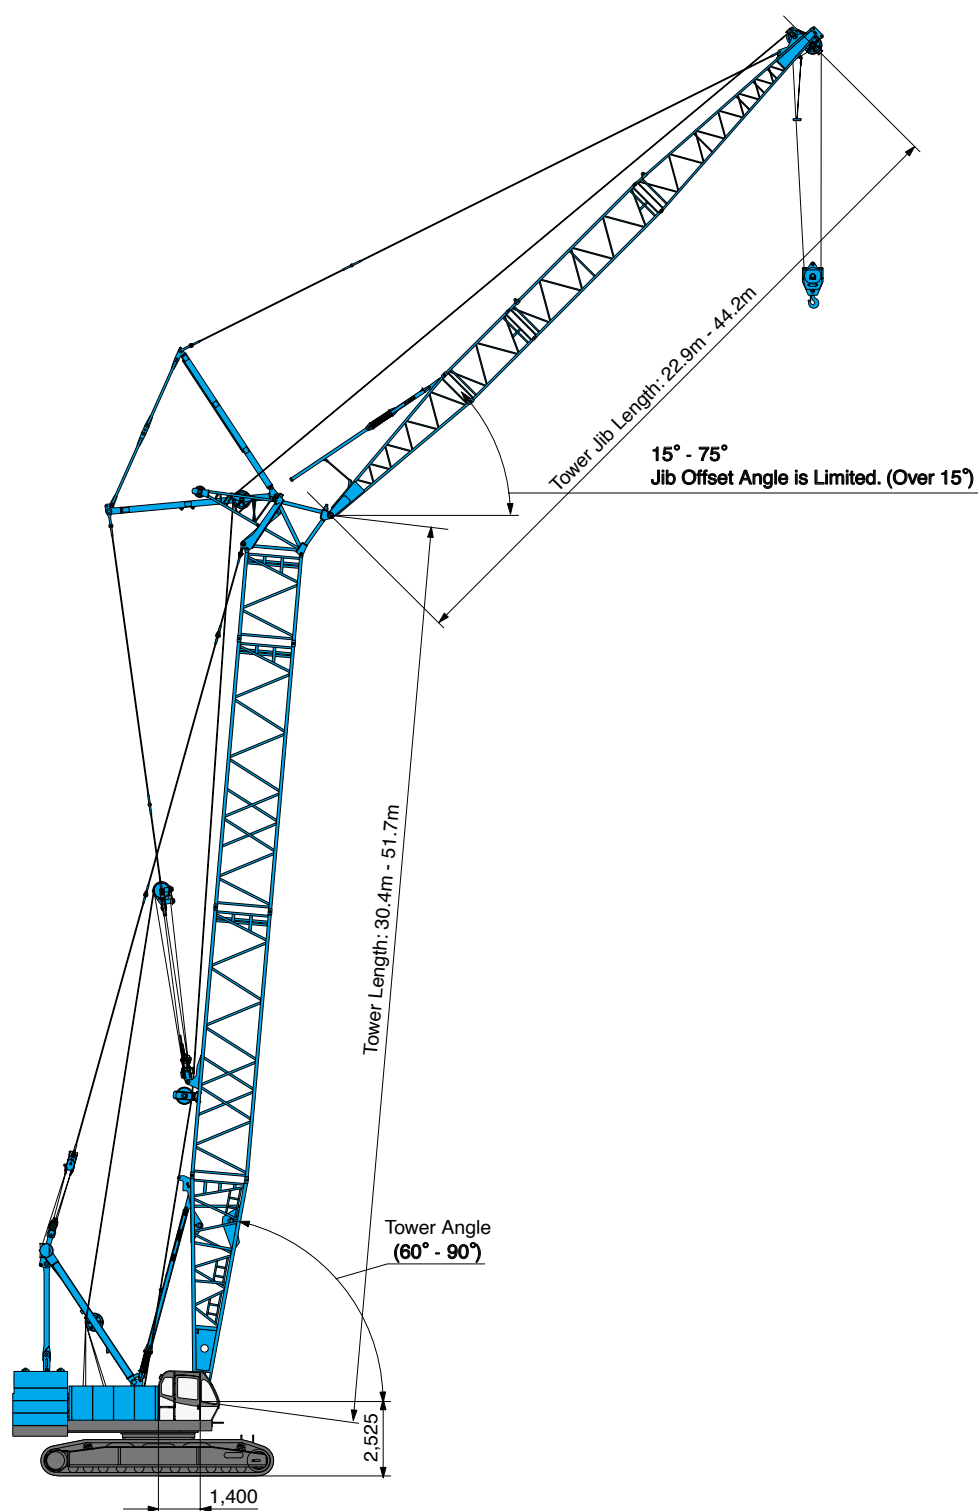 Tower Jib Length: 22.9m - 44.2m
15° - 75°
Jib Offset Angle is Limited. (Over 15°)
Tower Length: 30.4m - 51.7m
Tower Angle
(60° - 90°)
2,525
1,400